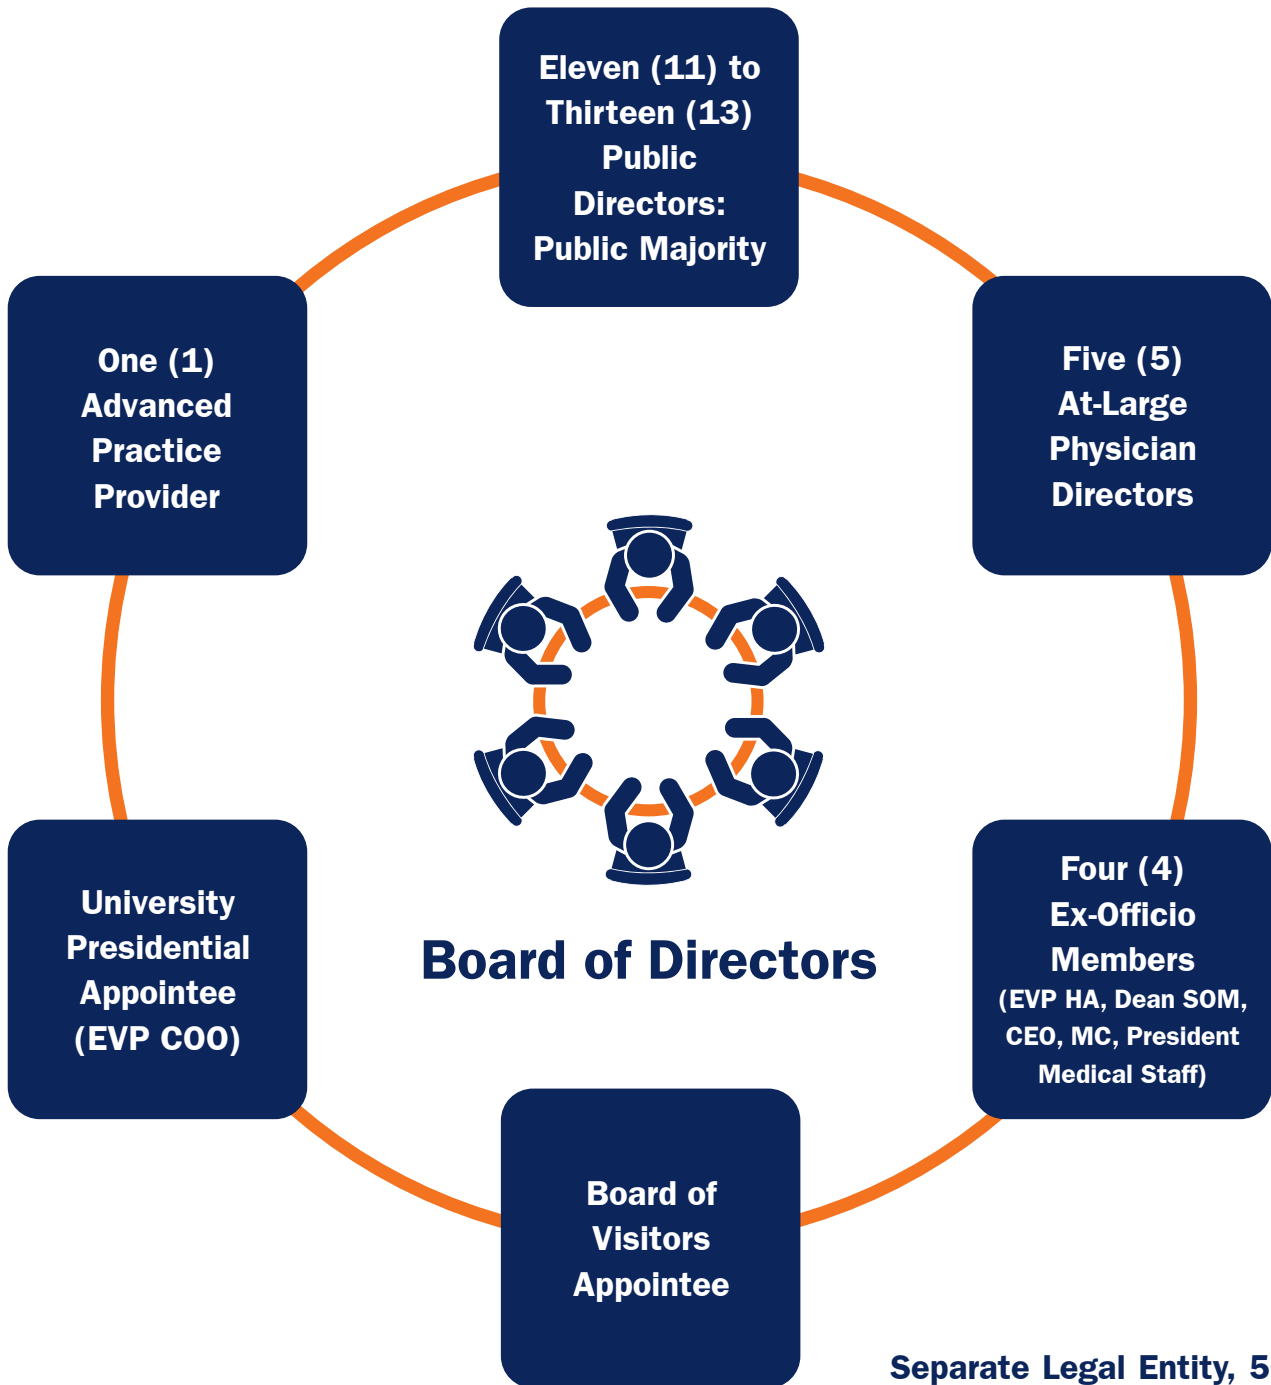 Eleven (11) to
Thirteen (13)
Public
Directors:
Public Majority
One (1)
Advanced
Practice
Provider
Five (5)
At-Large
Physician
Directors
University
Presidential
Appointee
(EVP COO)
Board of Directors
Four (4)
Ex-Officio
Members
(EVP HA, Dean SOM,
CEO, MC, President
Medical Staff)
Board of
Visitors
Appointee
Separate Legal Entity, 5